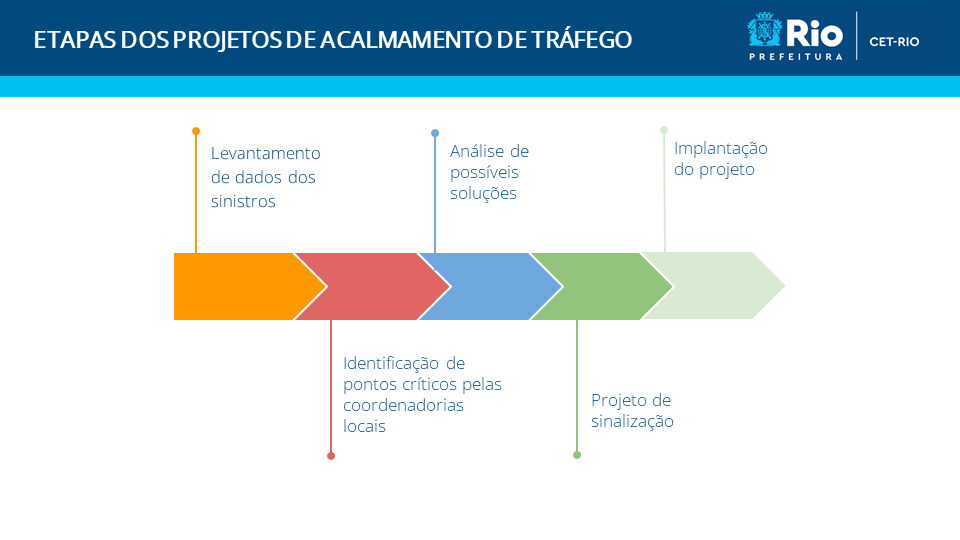 ETAPAS DOS PROJETOS DE ACALMAMENTO DE TRÁFEGO
Rio
PREFEITURA
CET-RIO
Levantamento
de dados dos
sinistros
Identificação de
pontos críticos pelas
coordenadorias
locais
Análise de
possíveis
soluções
Projeto de
sinalização
Implantação
do projeto